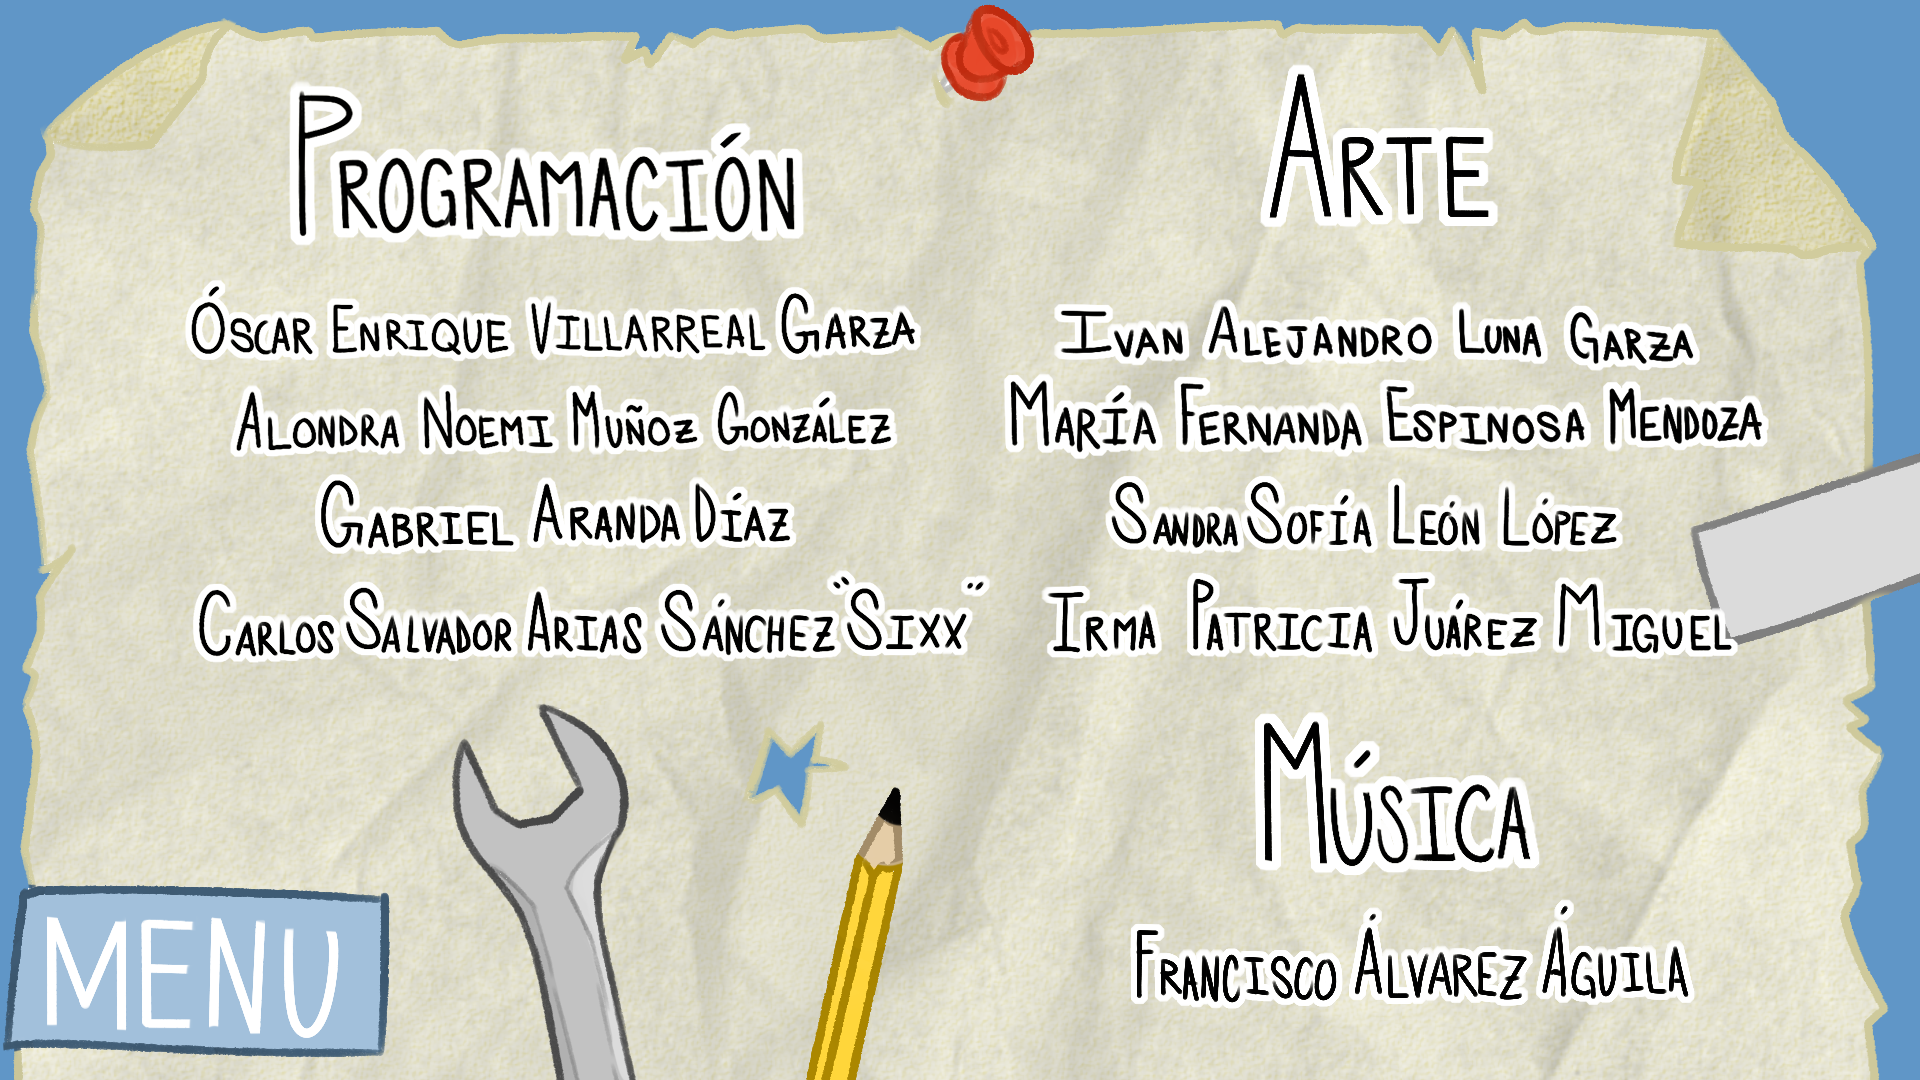 PROGRAMACIÓN
ÓSCAR ENRIQUE VILLARREAL GARZA
ALONDRA NOEMI MUÑOZ GONZÁLEZ
GABRIEL ARANDA DÍAZ
CARLOS SALVADOR ARIAS SÁNCHEZ "SIXX"
ARTE
IVAN ALEJANDRO LUNA GARZA
MARÍA FERNANDA ESPINOSA MENDOZA
SANDRA SOFÍA LEÓN LÓPEZ
IRMA PATRICIA JUÁREZ MIGUEL
MÚSICA
FRANCISCO ÁLVAREZ ÁGUILA
MENU